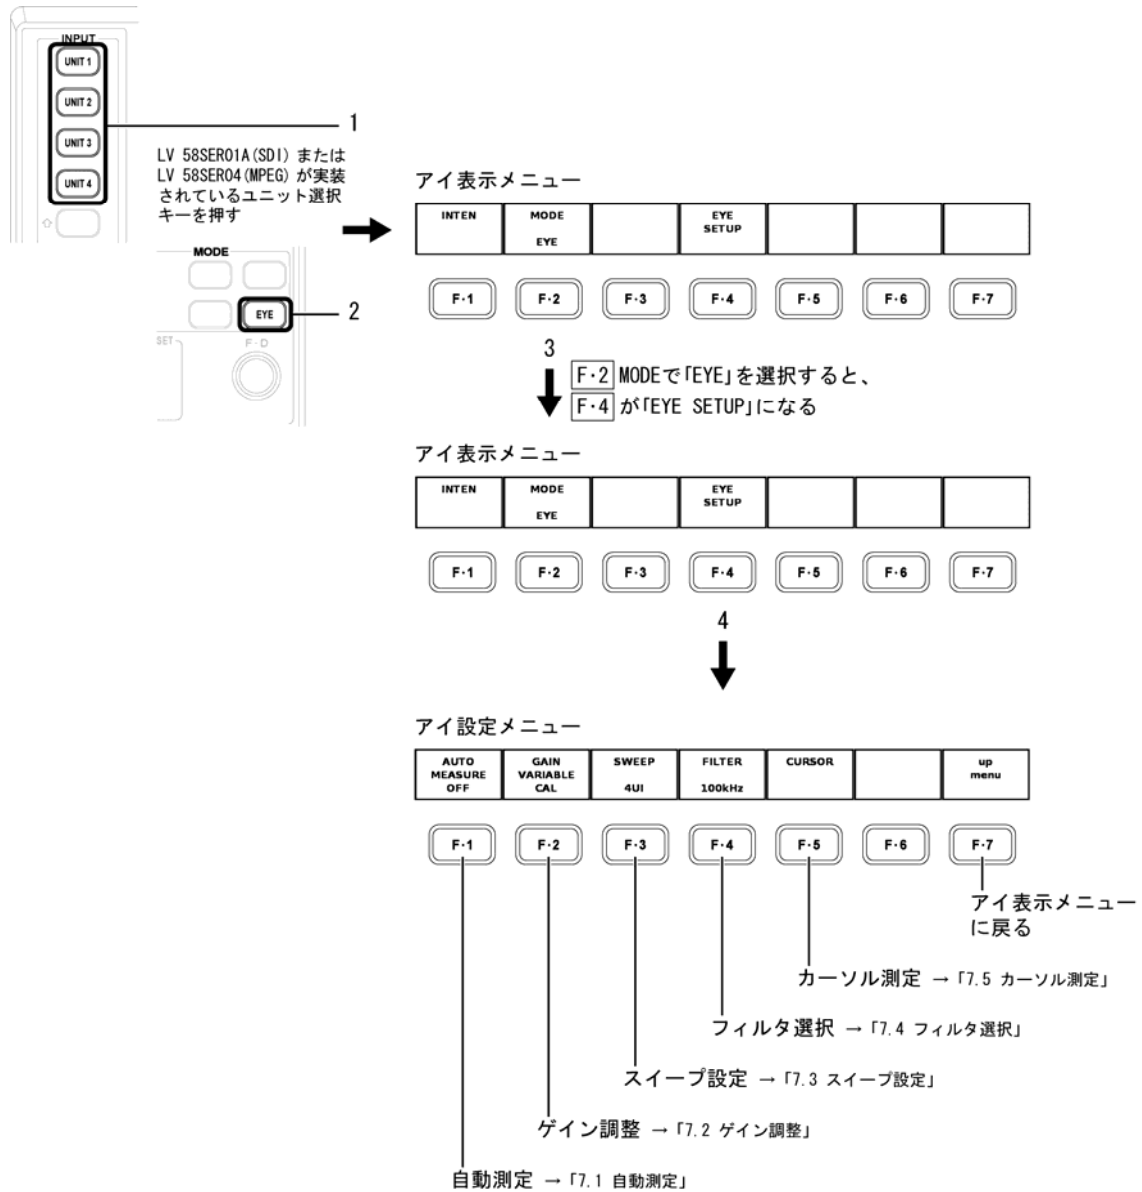 INPUT
UNIT 1
UNIT 2
UNIT 3
UNIT 4
1
LV 58SER01A(SDI) または
LV 58SER04(MPEG) が実装
されているユニット選択
キーを押す
MODE
EYE
2
SET
F·D
アイ表示メニュー
INTEN
MODE
EYE
EYE
SETUP
F·1
F·2
F·3
F·4
F·5
F·6
F·7
3
F·2 MODEで「EYE」を選択すると、
F·4 が「EYE SETUP」になる
アイ表示メニュー
INTEN
MODE
EYE
EYE
SETUP
F·1
F·2
F·3
F·4
F·5
F·6
F·7
4
アイ設定メニュー
AUTO
MEASURE
OFF
GAIN
VARIABLE
CAL
SWEEP
4UI
FILTER
100kHz
CURSOR
up
menu
F·1
F·2
F·3
F·4
F·5
F·6
F·7
アイ表示メニュー
に戻る
カーソル測定 → 「7.5 カーソル測定」
フィルタ選択 → 「7.4 フィルタ選択」
スイープ設定 → 「7.3 スイープ設定」
ゲイン調整 → 「7.2 ゲイン調整」
自動測定 → 「7.1 自動測定」